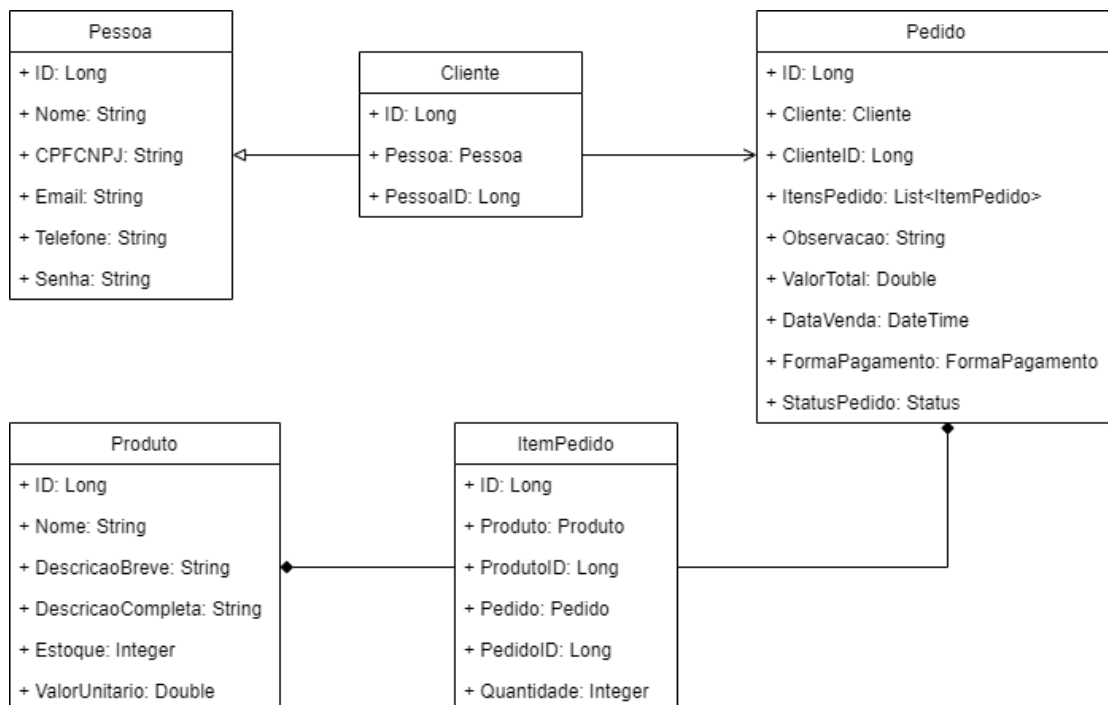 Pessoa
+ ID: Long
+ Nome: String
+ CPFCNPJ: String
+ Email: String
+ Telefone: String
+ Senha: String
Cliente
+ ID: Long
+ Pessoa: Pessoa
+ PessoaID: Long
Pedido
+ ID: Long
+ Cliente: Cliente
+ ClienteID: Long
+ ItensPedido: List<ItemPedido>
+ Observacao: String
+ ValorTotal: Double
+ DataVenda: DateTime
+ FormaPagamento: FormaPagamento
+ StatusPedido: Status
Produto
+ ID: Long
+ Nome: String
+ DescricaoBreve: String
+ DescricaoCompleta: String
+ Estoque: Integer
+ ValorUnitario: Double
ItemPedido
+ ID: Long
+ Produto: Produto
+ ProdutoID: Long
+ Pedido: Pedido
+ PedidoID: Long
+ Quantidade: Integer